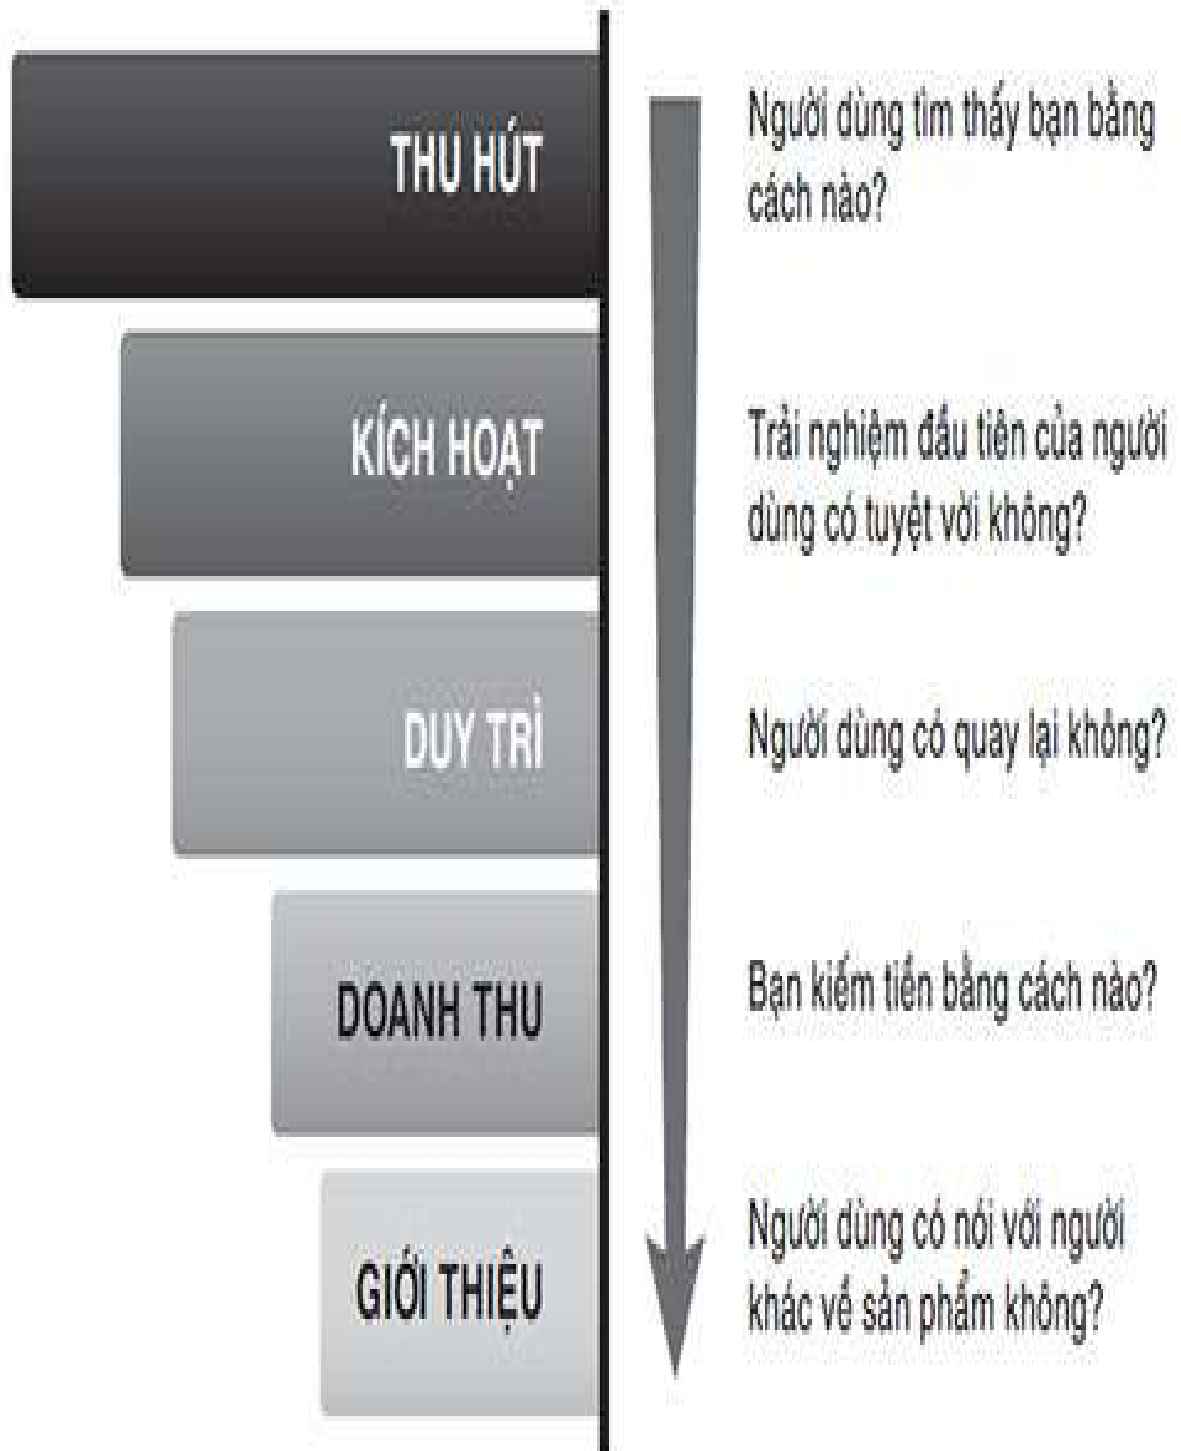 THU HÚT
Người dùng tìm thấy bạn bằng
cách nào?
KÍCH HOẠT
Trải nghiệm đầu tiên của người
dùng có tuyệt vời không?
DUY TRÌ
Người dùng có quay lại không?
DOANH THU
Bạn kiếm tiền bằng cách nào?
GIỚI THIỆU
Người dùng có nói với người
khác về sản phẩm không?